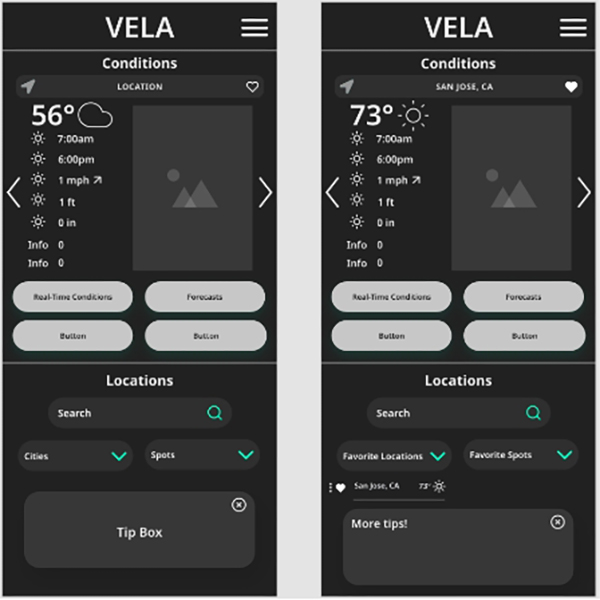 VELA
Conditions
LOCATION
56°
7:00am
6:00pm
1 mph
1 ft
0 in
Info 0
Info 0
Real-Time Conditions
Forecasts
Button
Button
Locations
Search
Cities
Spots
Tip Box
VELA
Conditions
SAN JOSE, CA
73°
7:00am
6:00pm
1 mph
1 ft
0 in
Info 0
Info 0
Real-Time Conditions
Forecasts
Button
Button
Locations
Search
Favorite Locations
Favorite Spots
San Jose, CA 73°
More tips!